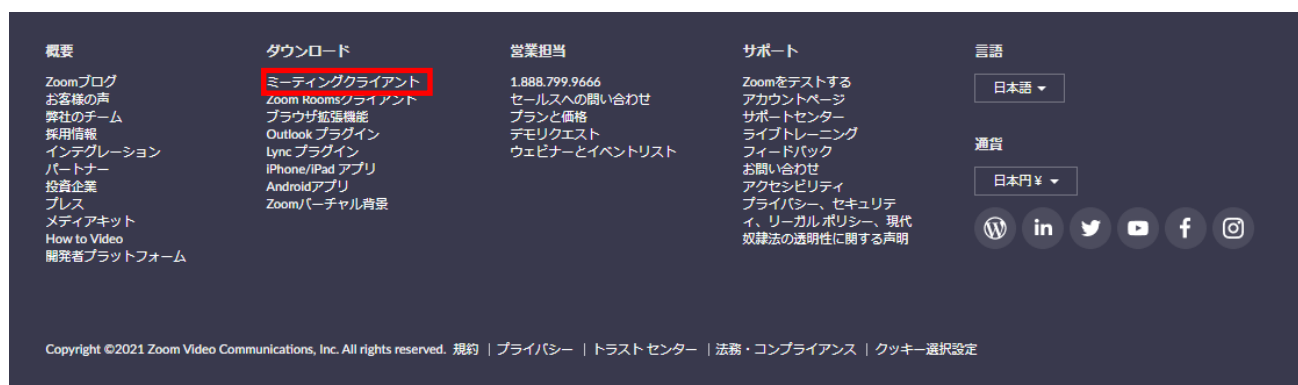 概要
Zoomブログ
お客様の声
弊社のチーム
採用情報
インテグレーション
パートナー
投資企業
プレス
メディアキット
How to Video
開発者プラットフォーム
ダウンロード
ミーティングクライアント
Zoom Roomsクライアント
ブラウザ拡張機能
Outlook プラグイン
Lync プラグイン
iPhone/iPad アプリ
Androidアプリ
Zoomバーチャル背景
営業担当
1.888.799.9666
セールスへの問い合わせ
プランと価格
デモリクエスト
ウェビナーとイベントリスト
サポート
Zoomをテストする
アカウントページ
サポートセンター
ライブトレーニング
フィードバック
お問い合わせ
アクセシビリティ
プライバシー、セキュリテ
ィ、リーガルポリシー、現代
奴隷法の透明性に関する声明
言語
日本語
通貨
日本円 ¥
in
f
Copyright ©2021 Zoom Video Communications, Inc. All rights reserved. 規約 | プライバシー | トラスト センター | 法務・コンプライアンス | クッキー選択設定